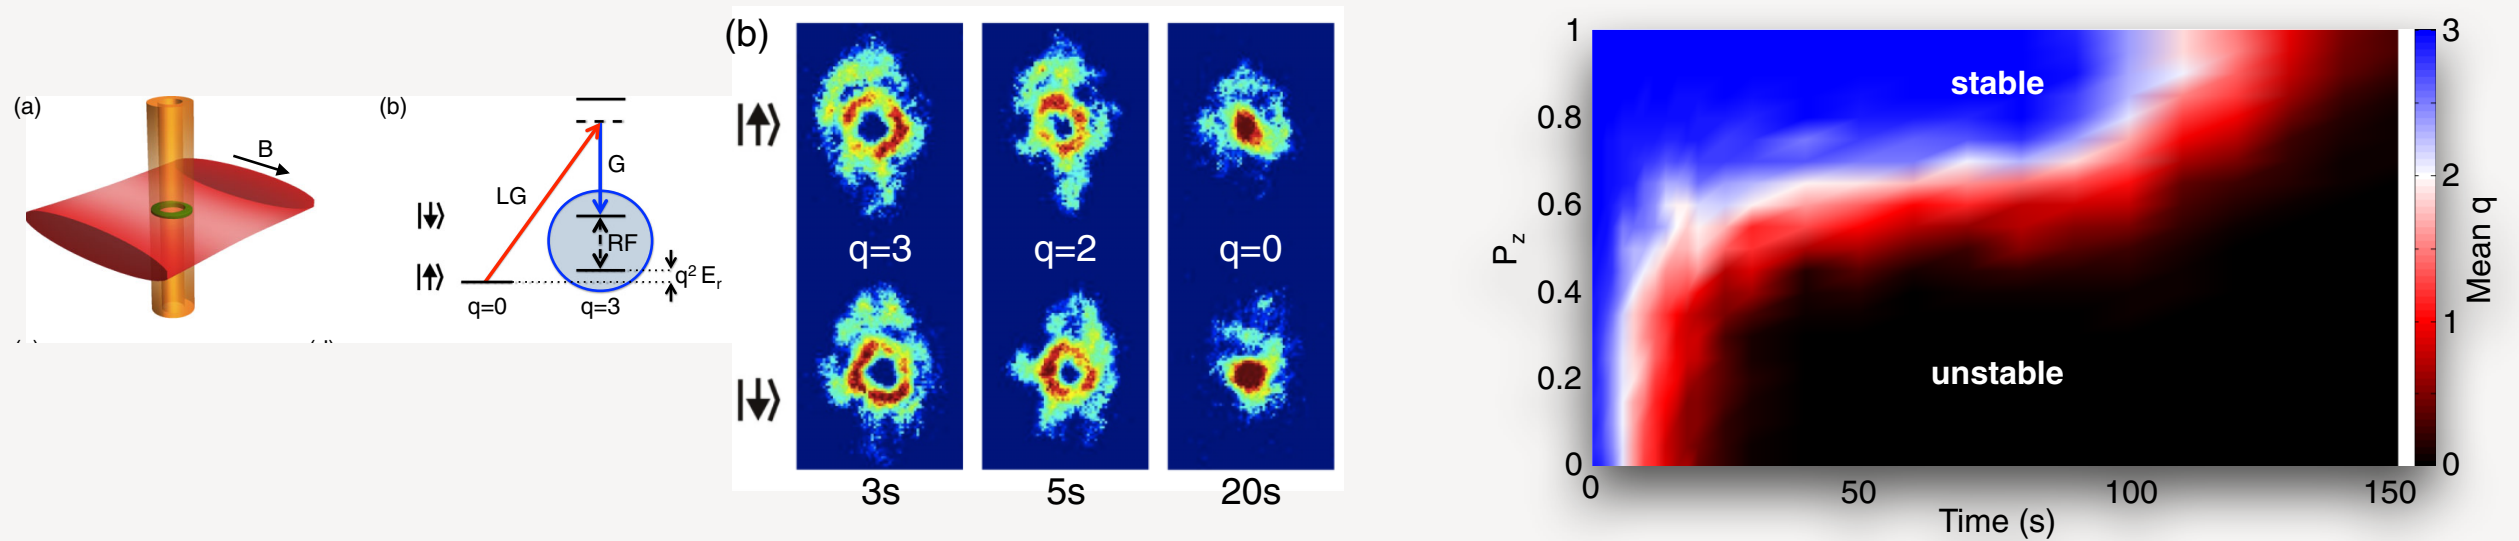 (a)
B
(b)
LG
G
|↓⟩
RF
|↑⟩
q² Eᵣ
q=0
q=3
(b)
|↑⟩
q=3
q=2
q=0
|↓⟩
3s
5s
20s
1
0.8
0.6
0.4
0.2
0
P_z
stable
unstable
0
50
100
150
Time (s)
3
2
1
0
Mean q